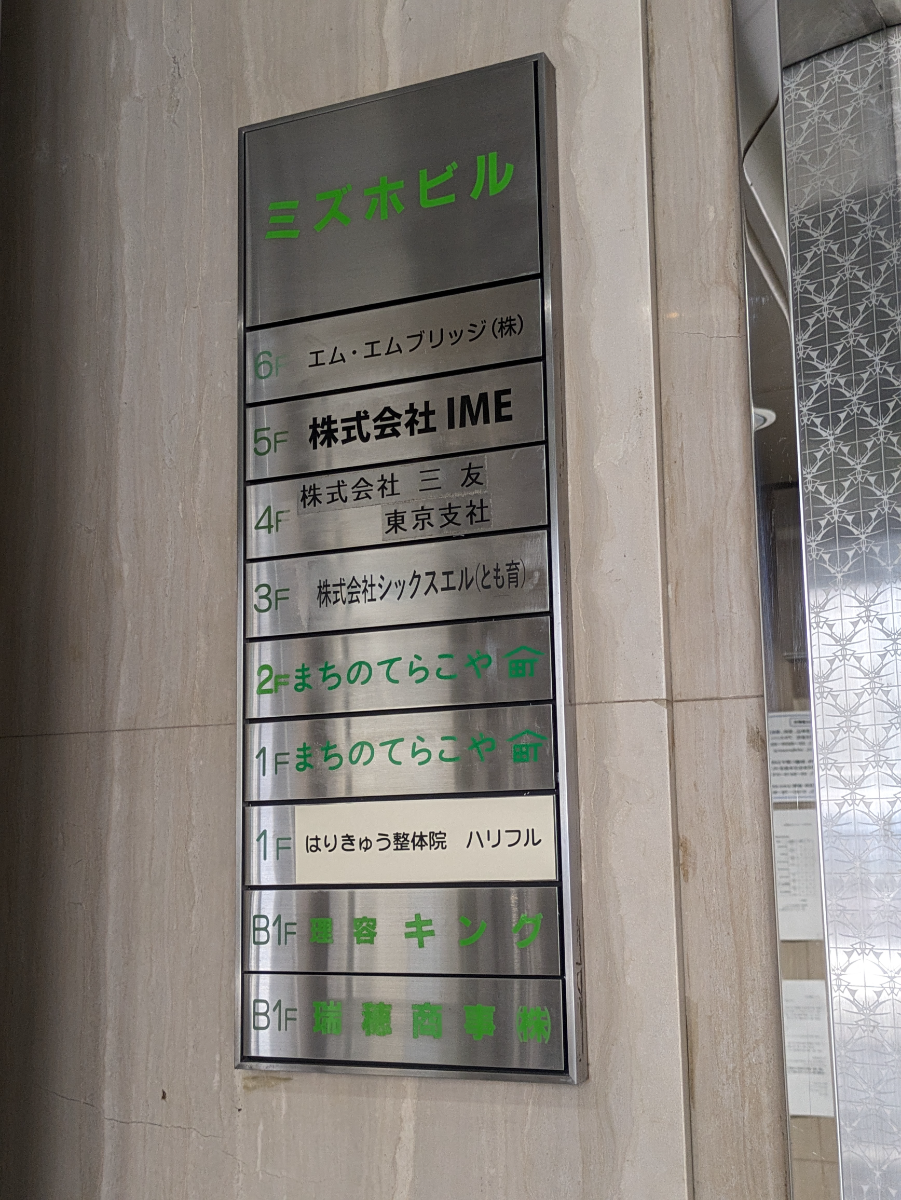 ミズホビル
6F エム・エムブリッジ(株)
5F 株式会社 IME
4F 株式会社 三友
東京支社
3F 株式会社シックスエル(とも育)
2F まちのてらこや 町
1F まちのてらこや 町
1F はりきゅう整体院 ハリフル
B1F 理容キング
B1F 瑞穂商事(株)